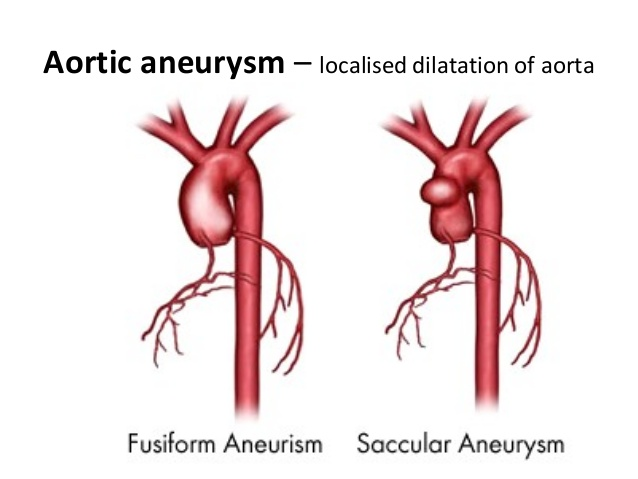 Aortic aneurysm – localised dilatation of aorta
Fusiform Aneurism
Saccular Aneurysm